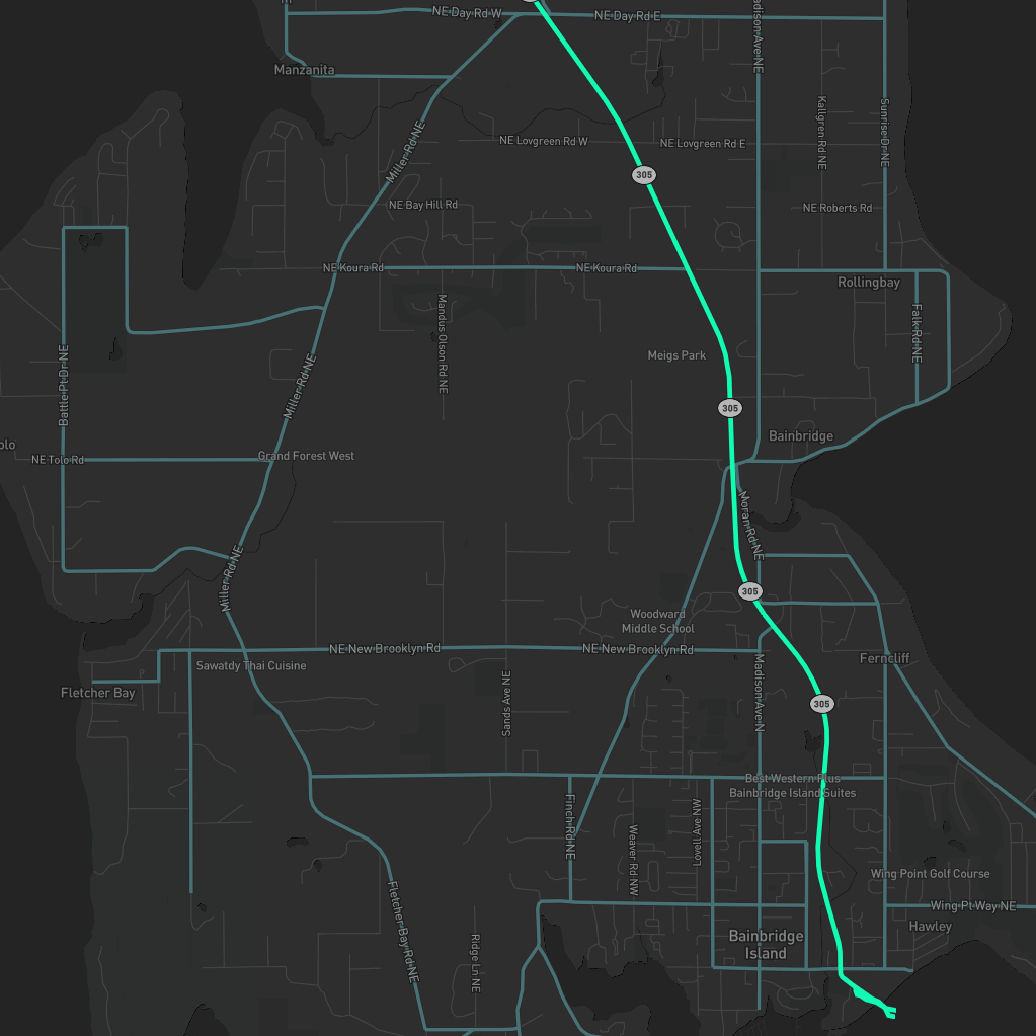 NE Day Rd W
NE Day Rd E
Madison Ave NE
Manzanita
Kallgren Rd NE
Sunrise Dr NE
Miller Rd NE
NE Lovgreen Rd W
NE Lovgreen Rd E
305
NE Bay Hill Rd
NE Roberts Rd
NE Koura Rd
NE Koura Rd
Rollingbay
Mandus Olson Rd NE
Falk Rd NE
Meigs Park
Battle Pt Dr NE
Miller Rd NE
305
Bainbridge
olo
NE Tolo Rd
Grand Forest West
Moran Rd NE
Miller Rd NE
305
Woodward
Middle School
NE New Brooklyn Rd
NE New Brooklyn Rd
Sawatdy Thai Cuisine
Ferncliff
Fletcher Bay
Sands Ave NE
Madison Ave N
305
Best Western Plus
Bainbridge Island Suites
Finch Rd NE
Weaver Rd NW
Lovell Ave NW
Wing Point Golf Course
Fletcher Bay Rd NE
Wing Pt Way NE
Hawley
Ridge Ln NE
Bainbridge
Island